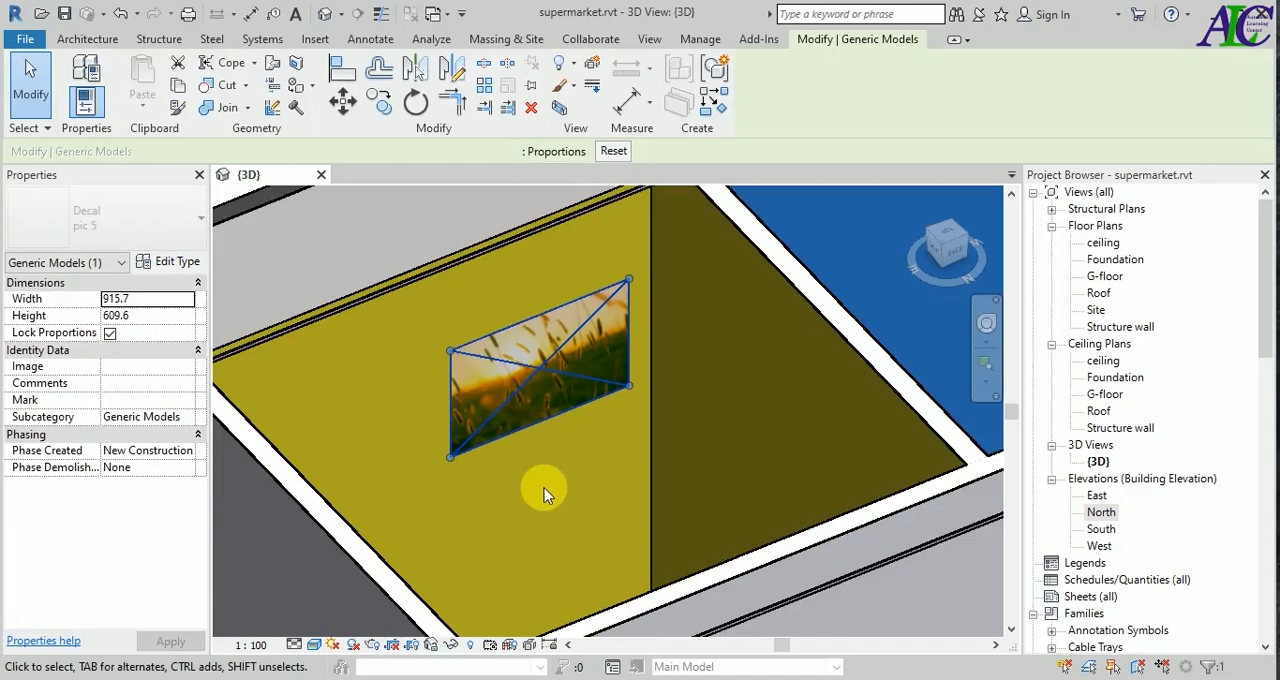 supermarket.rvt - 3D View: {3D}
Type a keyword or phrase
Sign In
ALC
File
Architecture
Structure
Steel
Systems
Insert
Annotate
Analyze
Massing & Site
Collaborate
View
Manage
Add-Ins
Modify | Generic Models
Modify
Paste
Cope
Cut
Join
Select
Properties
Clipboard
Geometry
Modify
View
Measure
Create
Modify | Generic Models
: Proportions
Reset
Properties
{3D}
Project Browser - supermarket.rvt
Decal
pic 5
Generic Models (1)
Edit Type
Dimensions
Width 915.7
Height 609.6
Lock Proportions
Identity Data
Image
Comments
Mark
Subcategory Generic Models
Phasing
Phase Created New Construction
Phase Demolish... None
Properties help
Apply
BACK
Views (all)
Structural Plans
Floor Plans
ceiling
Foundation
G-floor
Roof
Site
Structure wall
Ceiling Plans
ceiling
Foundation
G-floor
Roof
Structure wall
3D Views
{3D}
Elevations (Building Elevation)
East
North
South
West
Legends
Schedules/Quantities (all)
Sheets (all)
Families
Annotation Symbols
Cable Trays
1 : 100
Click to select, TAB for alternates, CTRL adds, SHIFT unselects.
:0
Main Model
:1